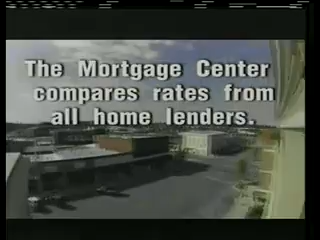 The Mortgage Center
compares rates from
all home lenders.